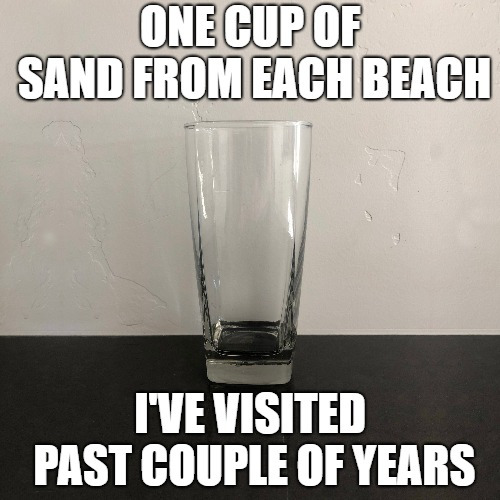 ONE CUP OF
SAND FROM EACH BEACH
I'VE VISITED
PAST COUPLE OF YEARS